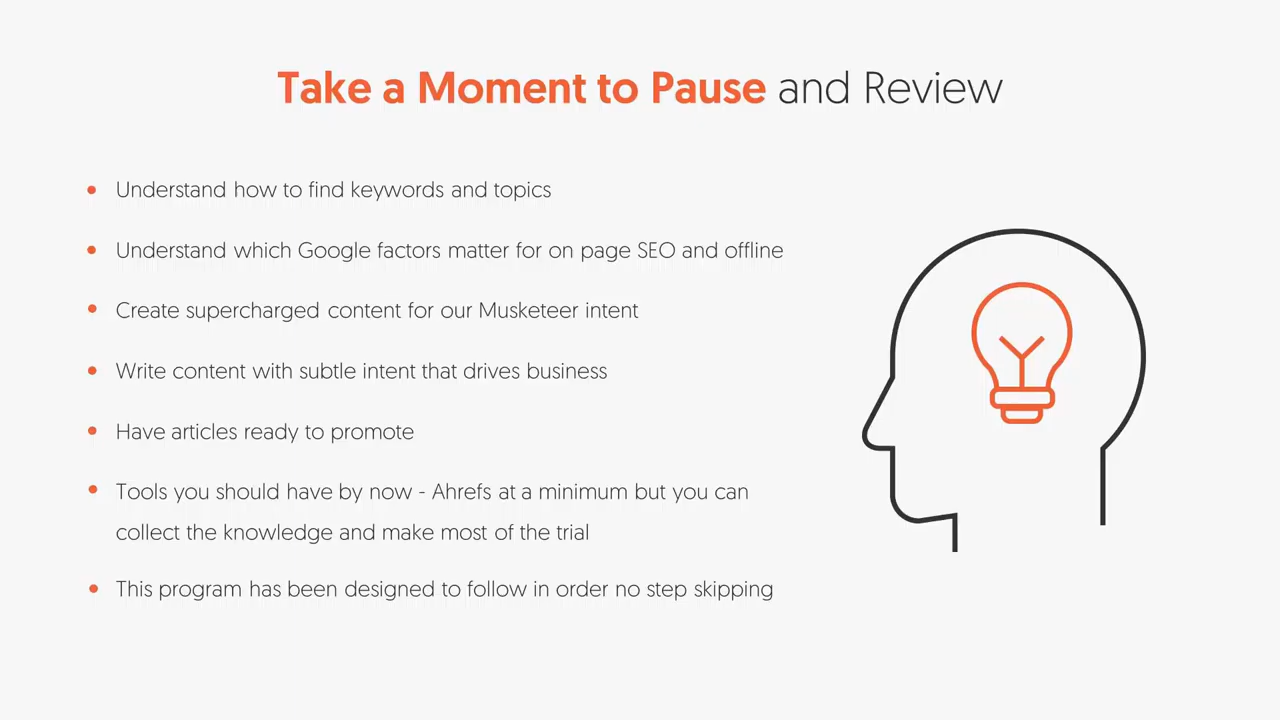 Take a Moment to Pause and Review
• Understand how to find keywords and topics
• Understand which Google factors matter for on page SEO and offline
• Create supercharged content for our Musketeer intent
• Write content with subtle intent that drives business
• Have articles ready to promote
• Tools you should have by now - Ahrefs at a minimum but you can
collect the knowledge and make most of the trial
• This program has been designed to follow in order no step skipping